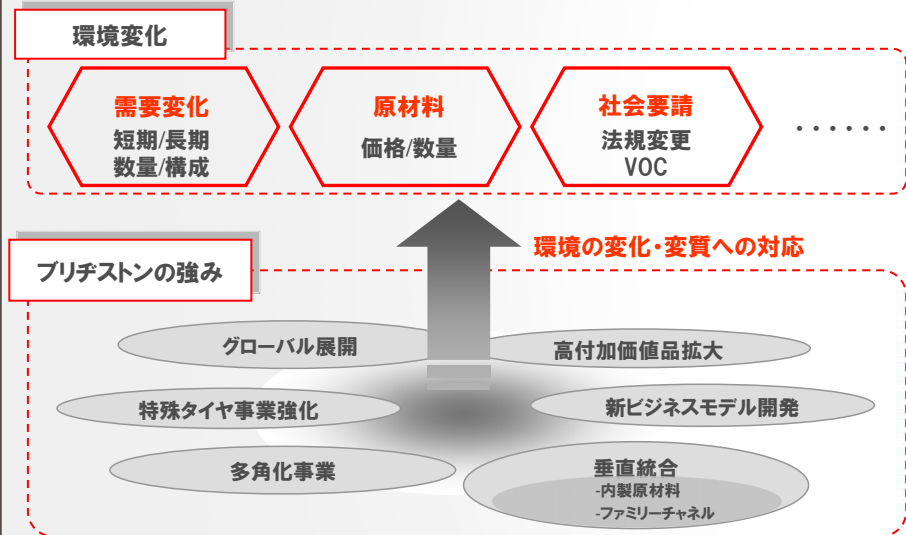 環境変化
需要変化
短期/長期
数量/構成
原材料
価格/数量
社会要請
法規変更
VOC
・・・・・・
環境の変化・変質への対応
ブリヂストンの強み
グローバル展開
高付加価値品拡大
特殊タイヤ事業強化
新ビジネスモデル開発
多角化事業
垂直統合
-内製原材料
-ファミリーチャネル